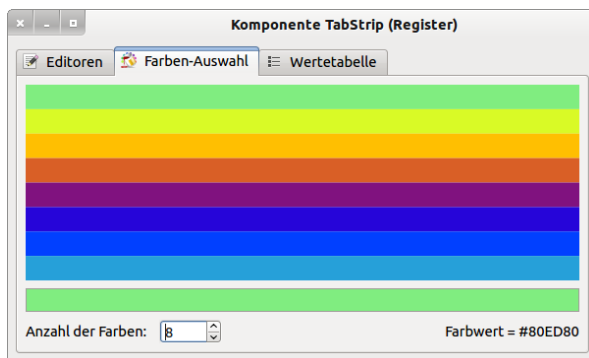 Komponente TabStrip (Register)
Editoren Farben-Auswahl Wertetabelle
Anzahl der Farben: 8 Farbwert = #80ED80